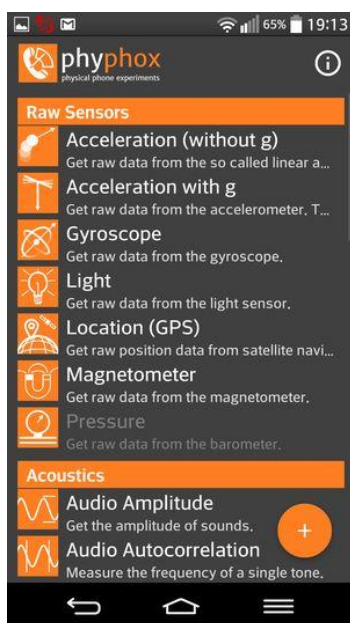 65% 19:13
phyphox
physical phone experiments
Raw Sensors
Acceleration (without g)
Get raw data from the so called linear a...
Acceleration with g
Get raw data from the accelerometer. T...
Gyroscope
Get raw data from the gyroscope.
Light
Get raw data from the light sensor.
Location (GPS)
Get raw position data from satellite navi...
Magnetometer
Get raw data from the magnetometer.
Pressure
Get raw data from the barometer.
Acoustics
Audio Amplitude
Get the amplitude of sounds.
Audio Autocorrelation
Measure the frequency of a single tone.